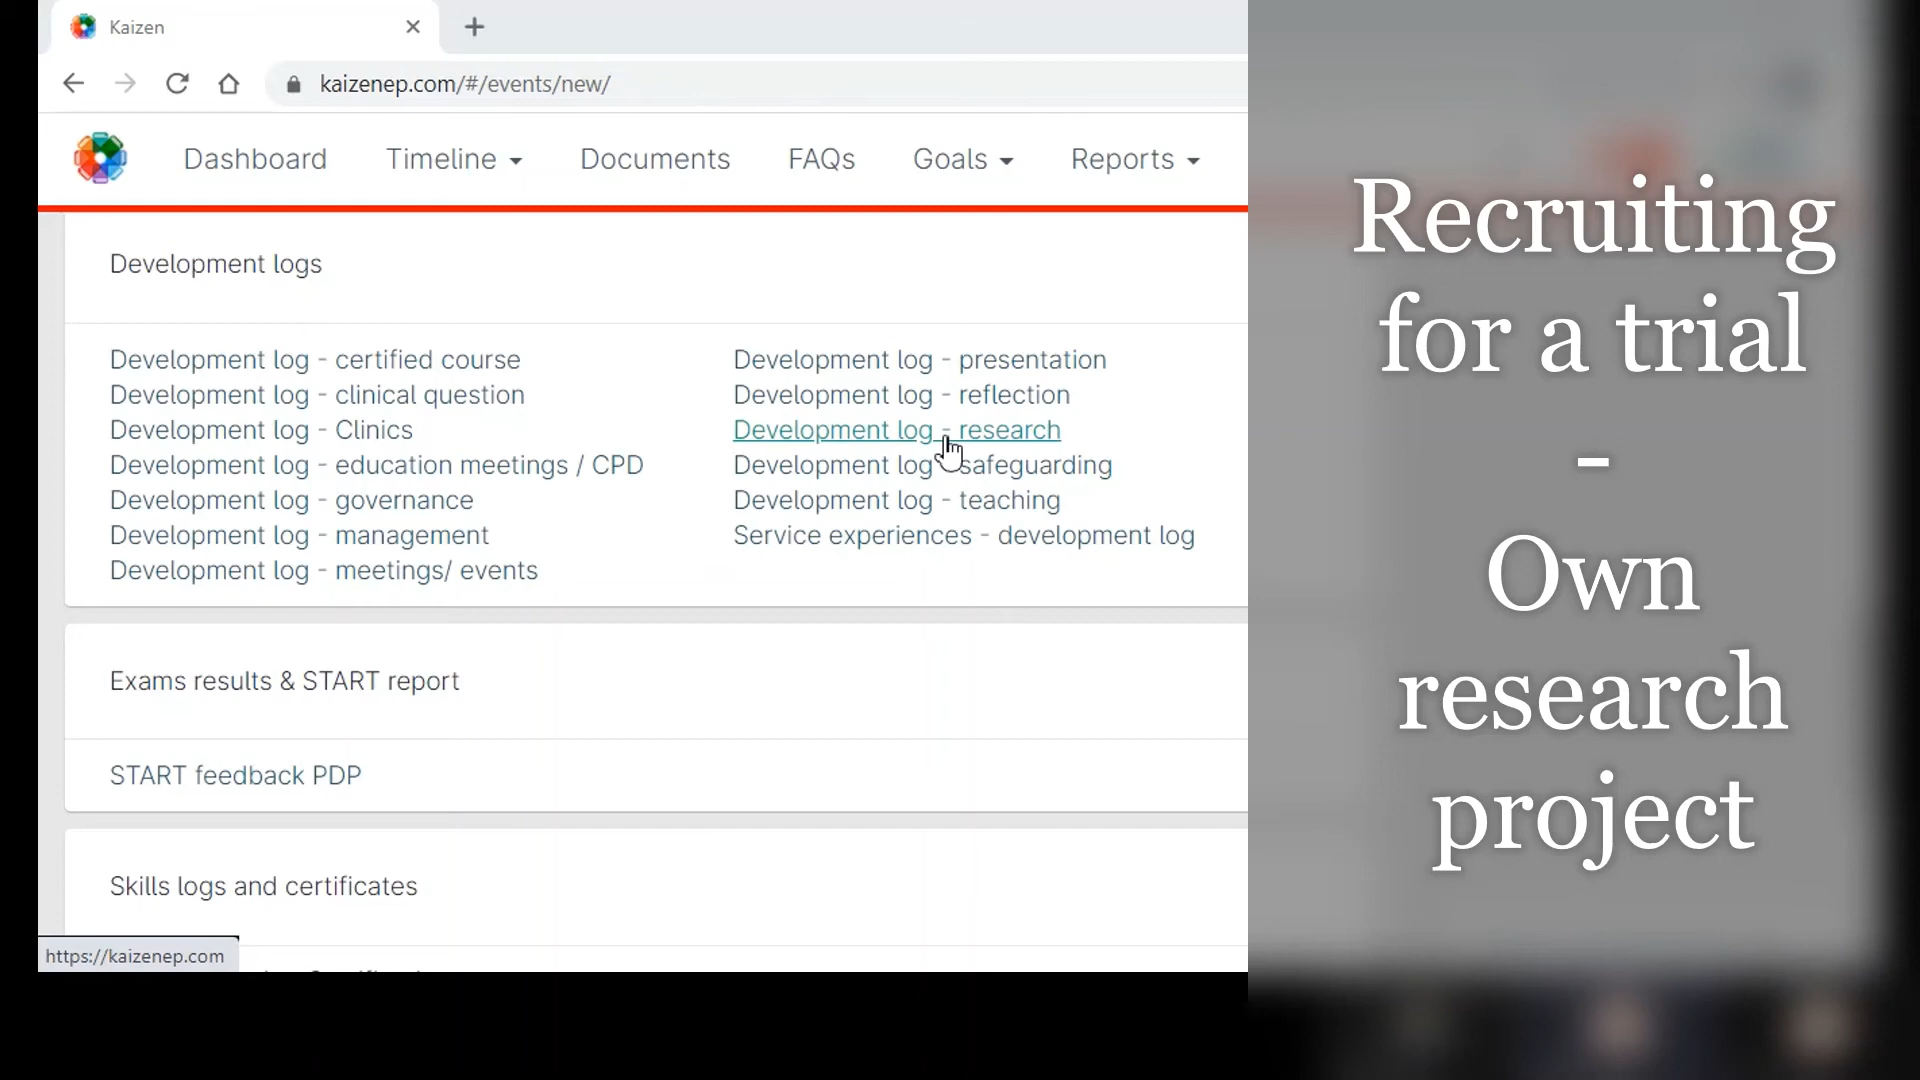 Kaizen
kaizenep.com/#/events/new/
Dashboard Timeline Documents FAQs Goals Reports
Development logs
Development log - certified course
Development log - clinical question
Development log - Clinics
Development log - education meetings / CPD
Development log - governance
Development log - management
Development log - meetings/ events
Development log - presentation
Development log - reflection
Development log - research
Development log - safeguarding
Development log - teaching
Service experiences - development log
Exams results & START report
START feedback PDP
Skills logs and certificates
https://kaizenep.com
Recruiting
for a trial
-
Own
research
project